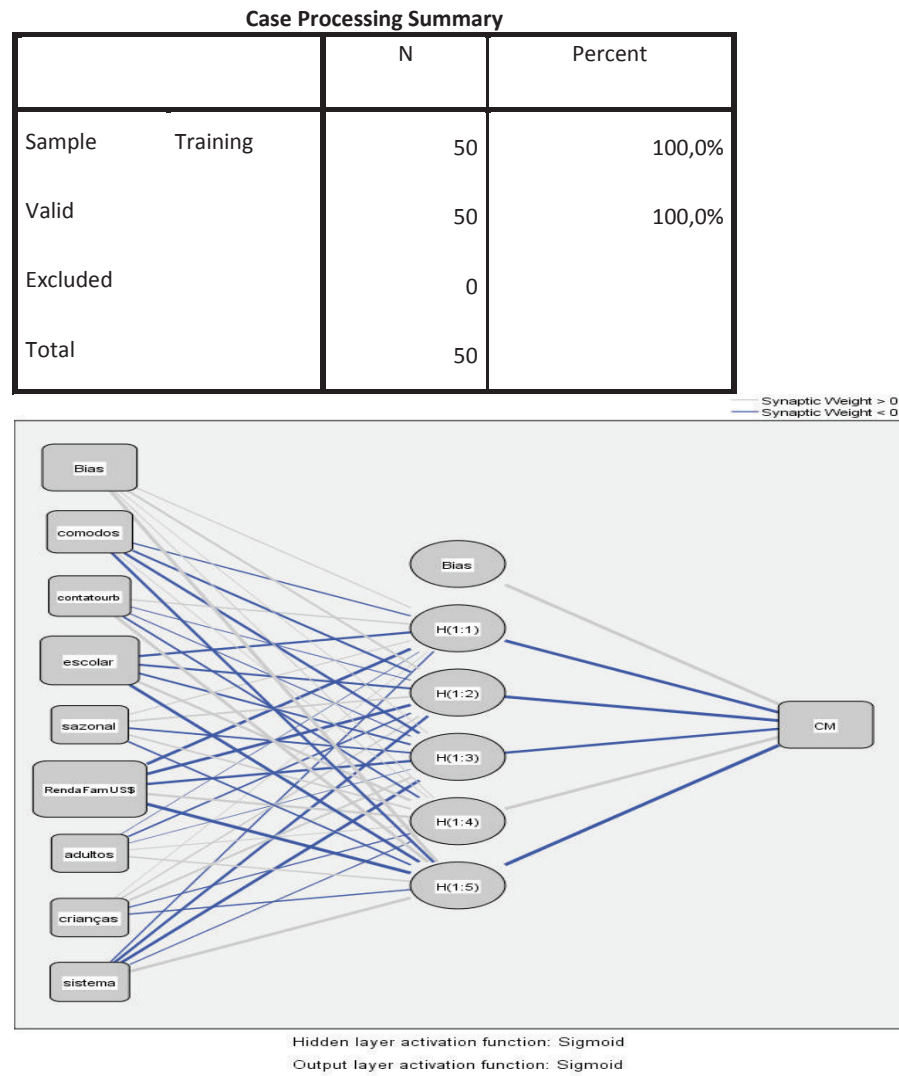 Case Processing Summary
N Percent
Sample Training 50 100,0%
Valid 50 100,0%
Excluded 0
Total 50
Synaptic Weight > 0
Synaptic Weight < 0
Bias
comodos
contatourb
escolar
sazonal
RendaFamUS$
adultos
crianças
sistema
Bias
H(1:1)
H(1:2)
H(1:3)
H(1:4)
H(1:5)
CM
Hidden layer activation function: Sigmoid
Output layer activation function: Sigmoid